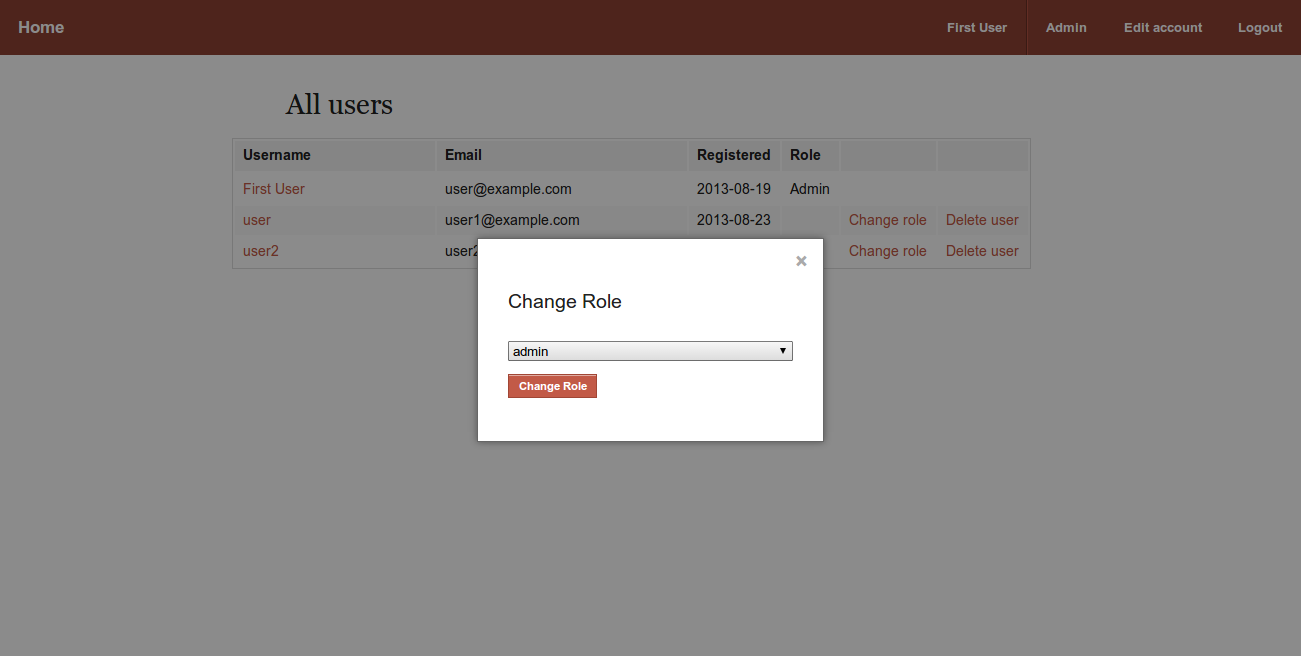 Home First User Admin Edit account Logout
All users
Username Email Registered Role
First User user@example.com 2013-08-19 Admin
user user1@example.com 2013-08-23 Change role Delete user
user2 Change role Delete user
×
Change Role
admin
Change Role